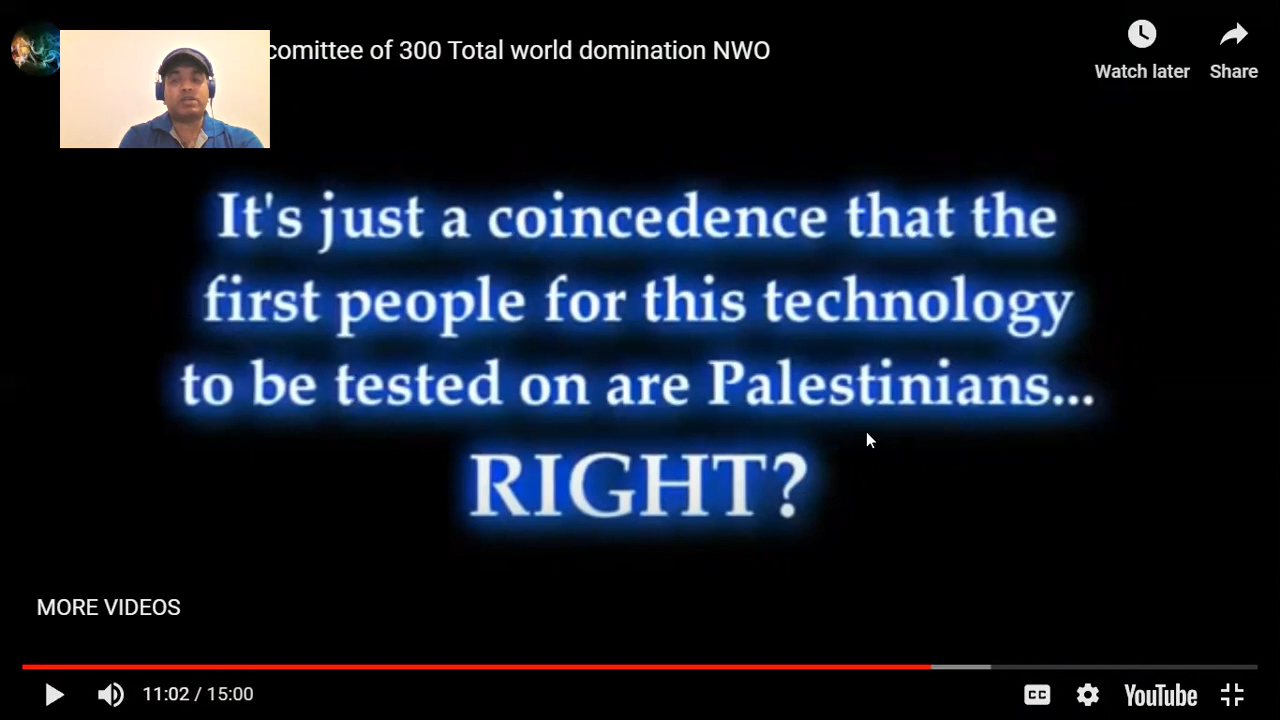 comittee of 300 Total world domination NWO
Watch later
Share
It's just a coincedence that the
first people for this technology
to be tested on are Palestinians...
RIGHT?
MORE VIDEOS
11:02 / 15:00
CC
YouTube